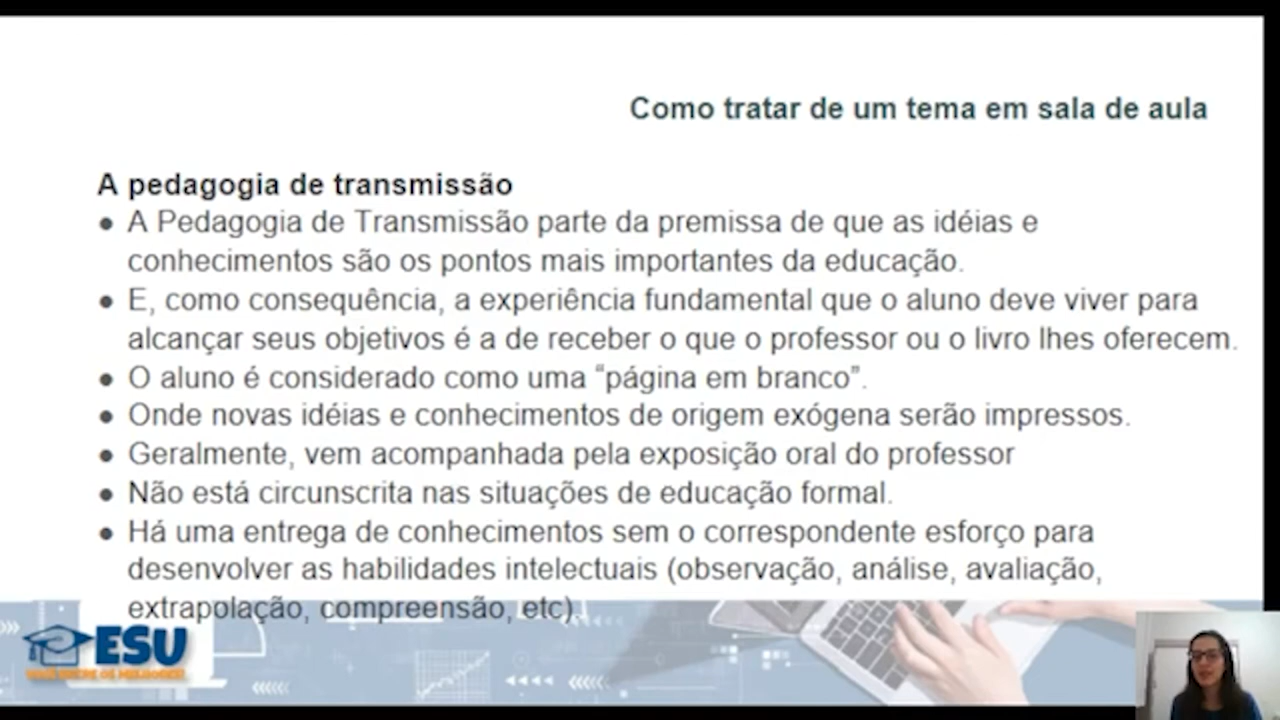 Como tratar de um tema em sala de aula
A pedagogia de transmissão
● A Pedagogia de Transmissão parte da premissa de que as idéias e
conhecimentos são os pontos mais importantes da educação.
● E, como consequência, a experiência fundamental que o aluno deve viver para
alcançar seus objetivos é a de receber o que o professor ou o livro lhes oferecem.
● O aluno é considerado como uma “página em branco”.
● Onde novas idéias e conhecimentos de origem exógena serão impressos.
● Geralmente, vem acompanhada pela exposição oral do professor
● Não está circunscrita nas situações de educação formal.
● Há uma entrega de conhecimentos sem o correspondente esforço para
desenvolver as habilidades intelectuais (observação, análise, avaliação,
extrapolação, compreensão, etc)
ESU